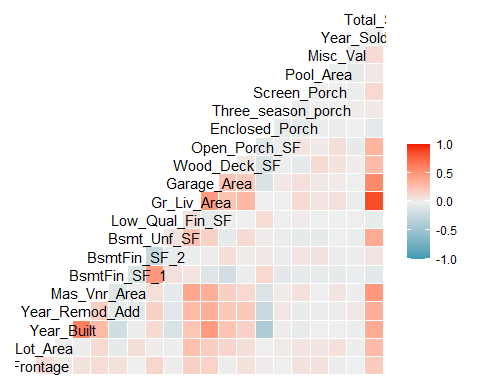 Total_S
Year_Sold
Misc_Val
Pool_Area
Screen_Porch
Three_season_porch
Enclosed_Porch
Open_Porch_SF
Wood_Deck_SF
Garage_Area
Gr_Liv_Area
Low_Qual_Fin_SF
Bsmt_Unf_SF
BsmtFin_SF_2
BsmtFin_SF_1
Mas_Vnr_Area
Year_Remod_Add
Year_Built
Lot_Area
Frontage
1.0
0.5
0.0
-0.5
-1.0